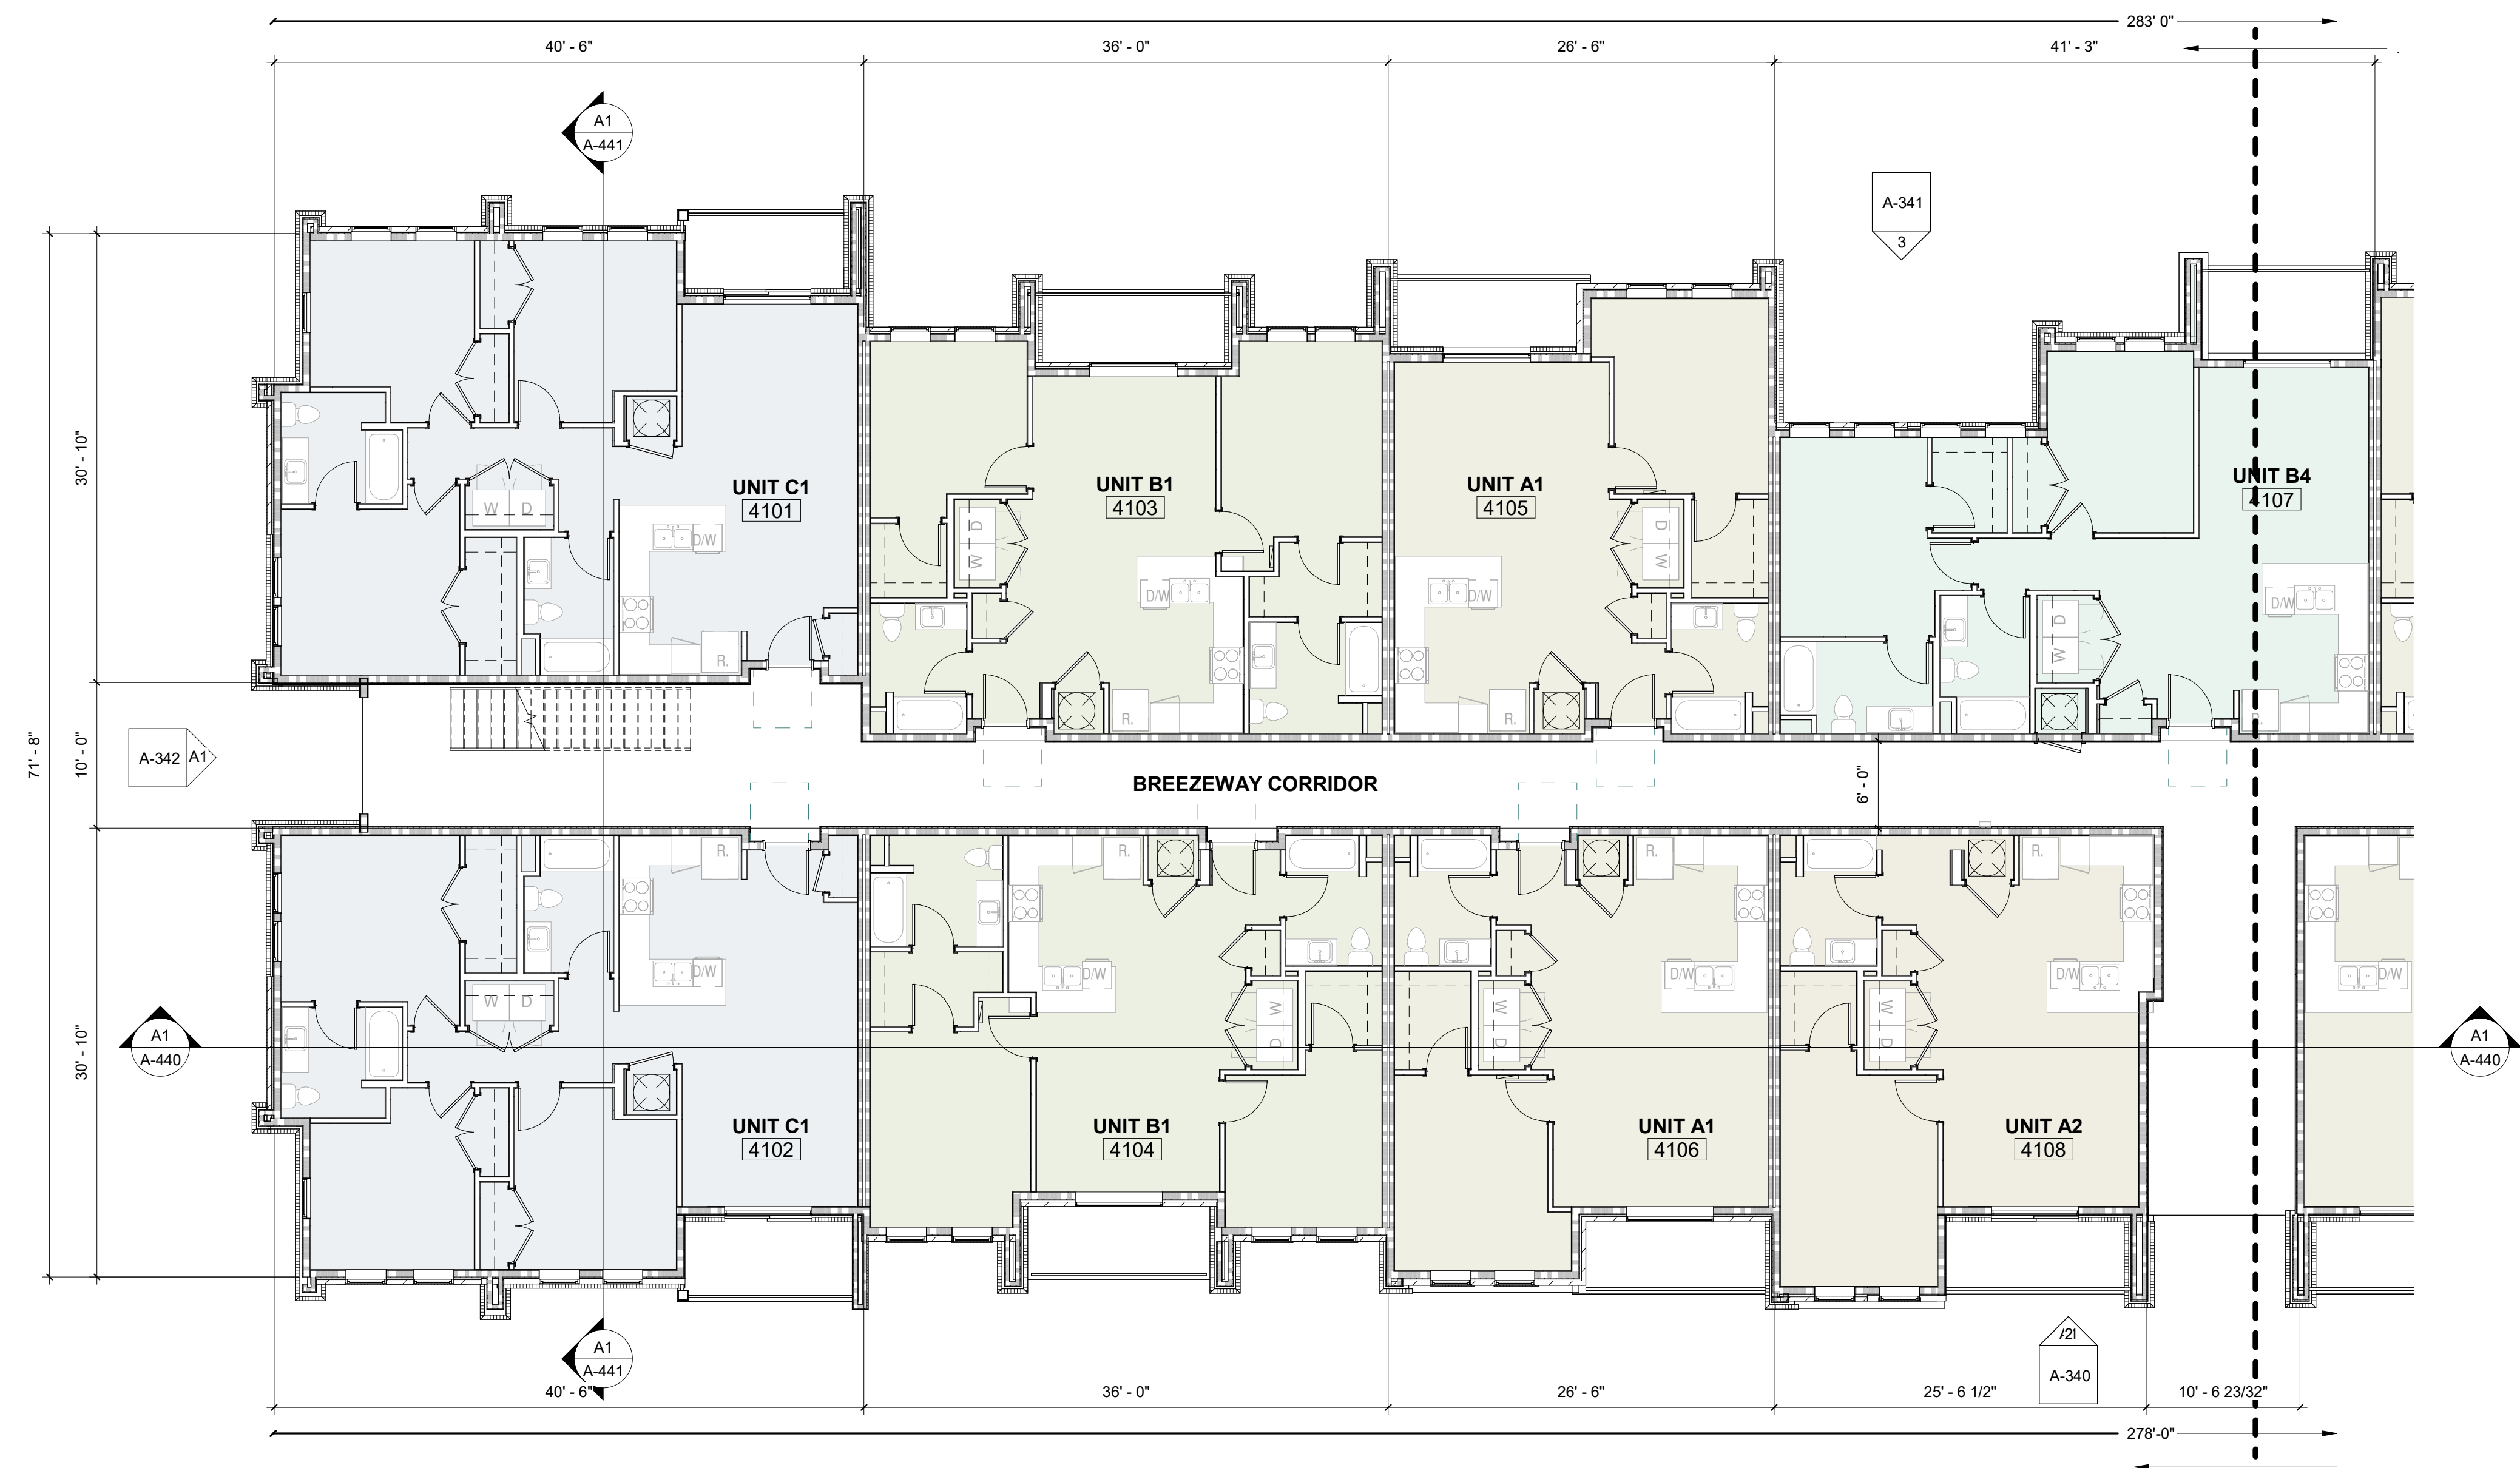 283' 0"
40' - 6"
36' - 0"
26' - 6"
41' - 3"
A1
A-441
A-341
3
30' - 10"
71' - 8"
10' - 0"
30' - 10"
UNIT C1
4101
W D
D/W
R.
UNIT B1
4103
D
W
D/W
R.
UNIT A1
4105
D
W
D/W
R.
UNIT B4
4107
D
W
D/W
A-342
A1
BREEZEWAY CORRIDOR
6' - 0"
R.
W D
D/W
UNIT C1
4102
R.
D/W
W
D
UNIT B1
4104
R.
D/W
W
D
UNIT A1
4106
R.
D/W
W
D
UNIT A2
4108
D/W
A1
A-440
A1
A-440
A1
A-441
A-340
40' - 6"
36' - 0"
26' - 6"
25' - 6 1/2"
10' - 6 23/32"
278'-0"